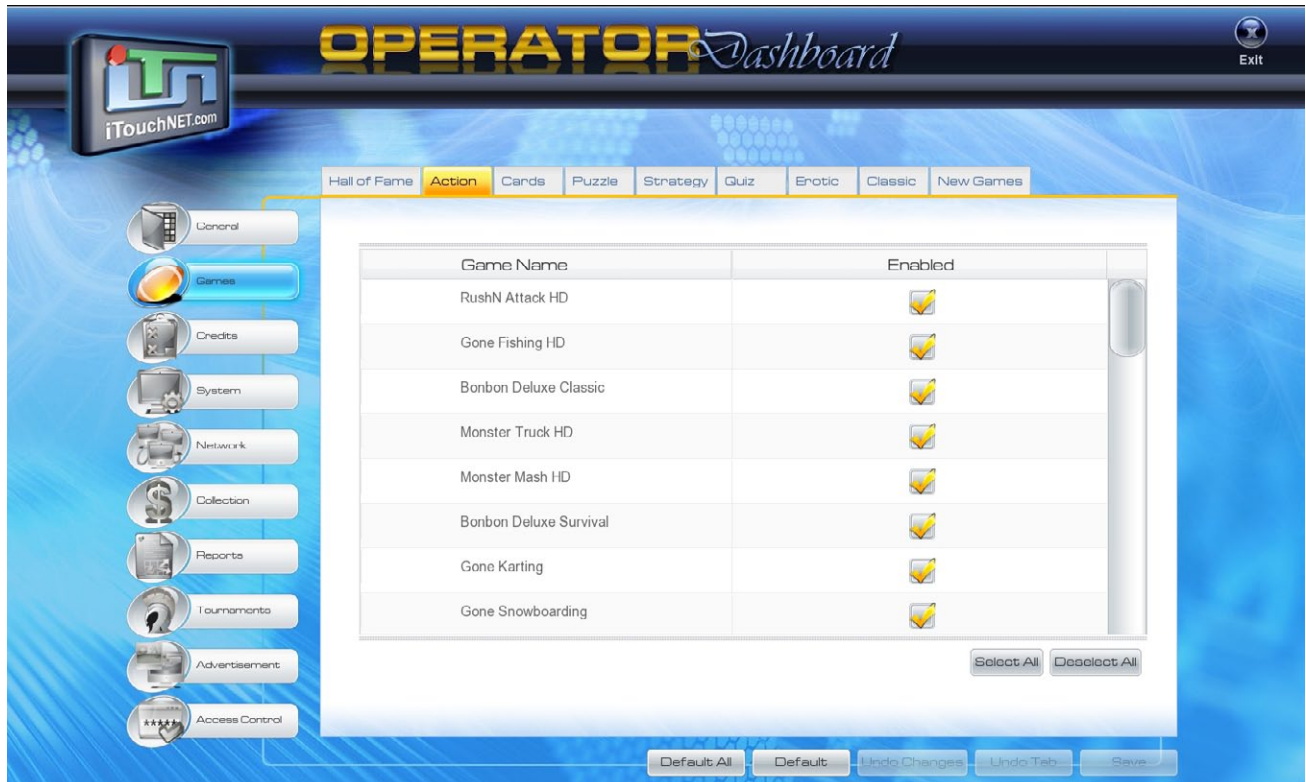 OPERATOR Dashboard
Exit
iTN
iTouchNET.com
Hall of Fame Action Cards Puzzle Strategy Quiz Erotic Classic New Games
General
Games
Credits
System
Network
Collection
Reports
Tournaments
Advertisement
Access Control
Game Name Enabled
RushN Attack HD
Gone Fishing HD
Bonbon Deluxe Classic
Monster Truck HD
Monster Mash HD
Bonbon Deluxe Survival
Gone Karting
Gone Snowboarding
Select All Deselect All
Default All Default Undo Changes Undo Tab Save